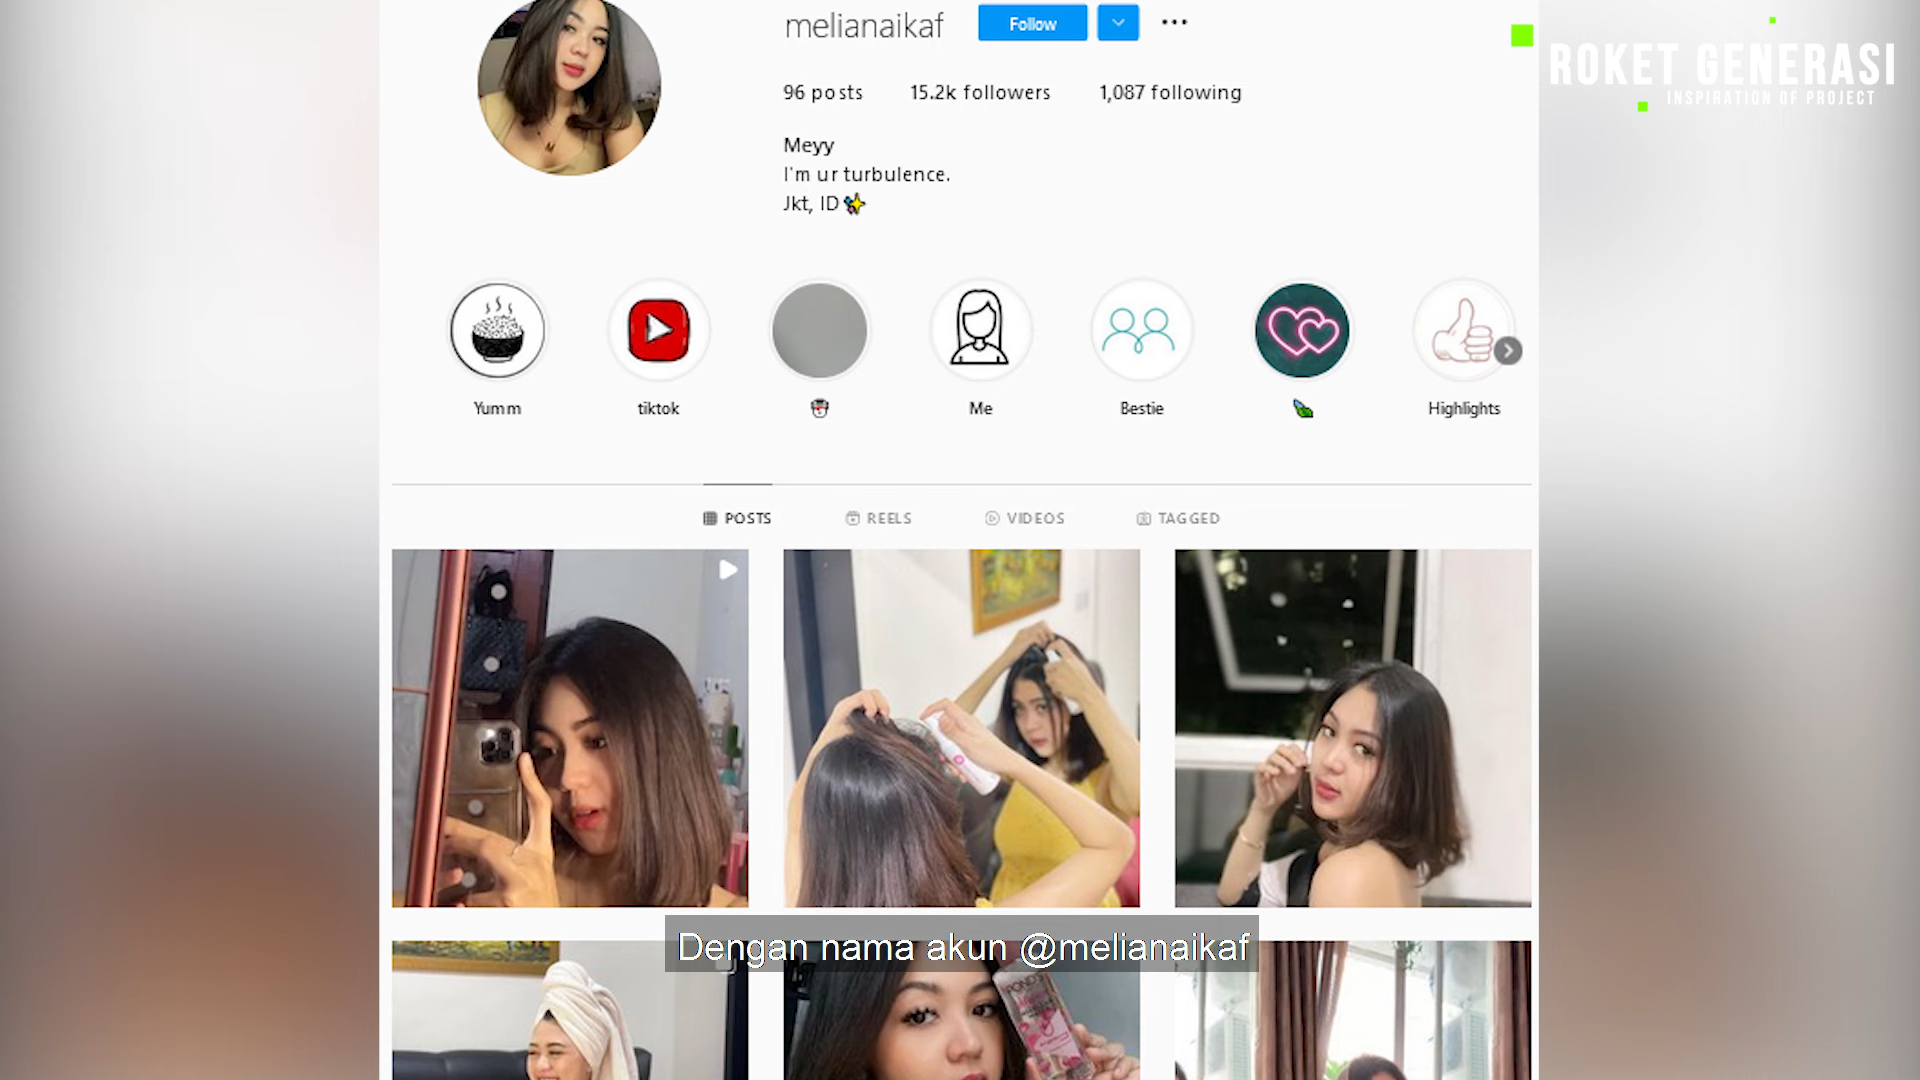 melianaikaf
Follow
ROKET GENERASI
INSPIRATION OF PROJECT
96 posts 15.2k followers 1,087 following
Meyy
I'm ur turbulence.
Jkt, ID✨
Yumm tiktok ☃️ Me Bestie 🍃 Highlights
POSTS REELS VIDEOS TAGGED
Dengan nama akun @melianaikaf
POND'S